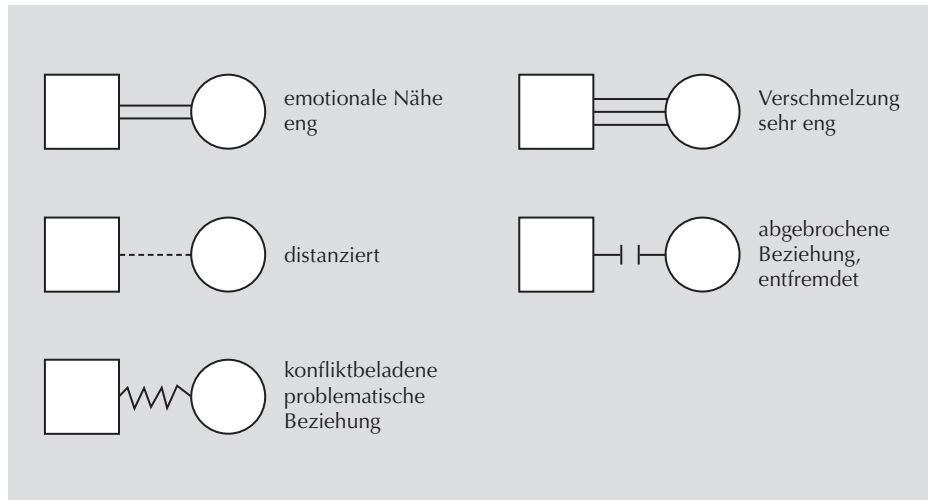 emotionale Nähe
eng
Verschmelzung
sehr eng
distanziert
abgebrochene
Beziehung,
entfremdet
konfliktbeladene
problematische
Beziehung